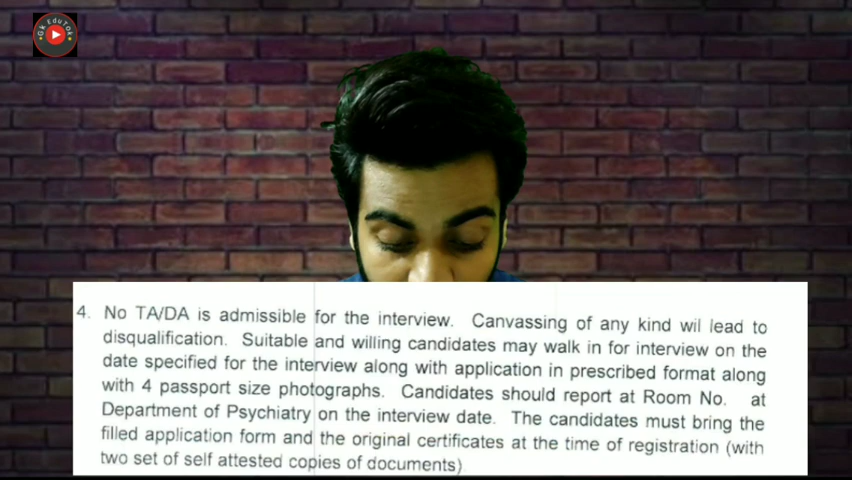 Gk EduTok
4. No TA/DA is admissible for the interview. Canvassing of any kind wil lead to
disqualification. Suitable and willing candidates may walk in for interview on the
date specified for the interview along with application in prescribed format along
with 4 passport size photographs. Candidates should report at Room No. at
Department of Psychiatry on the interview date. The candidates must bring the
filled application form and the original certificates at the time of registration (with
two set of self attested copies of documents)